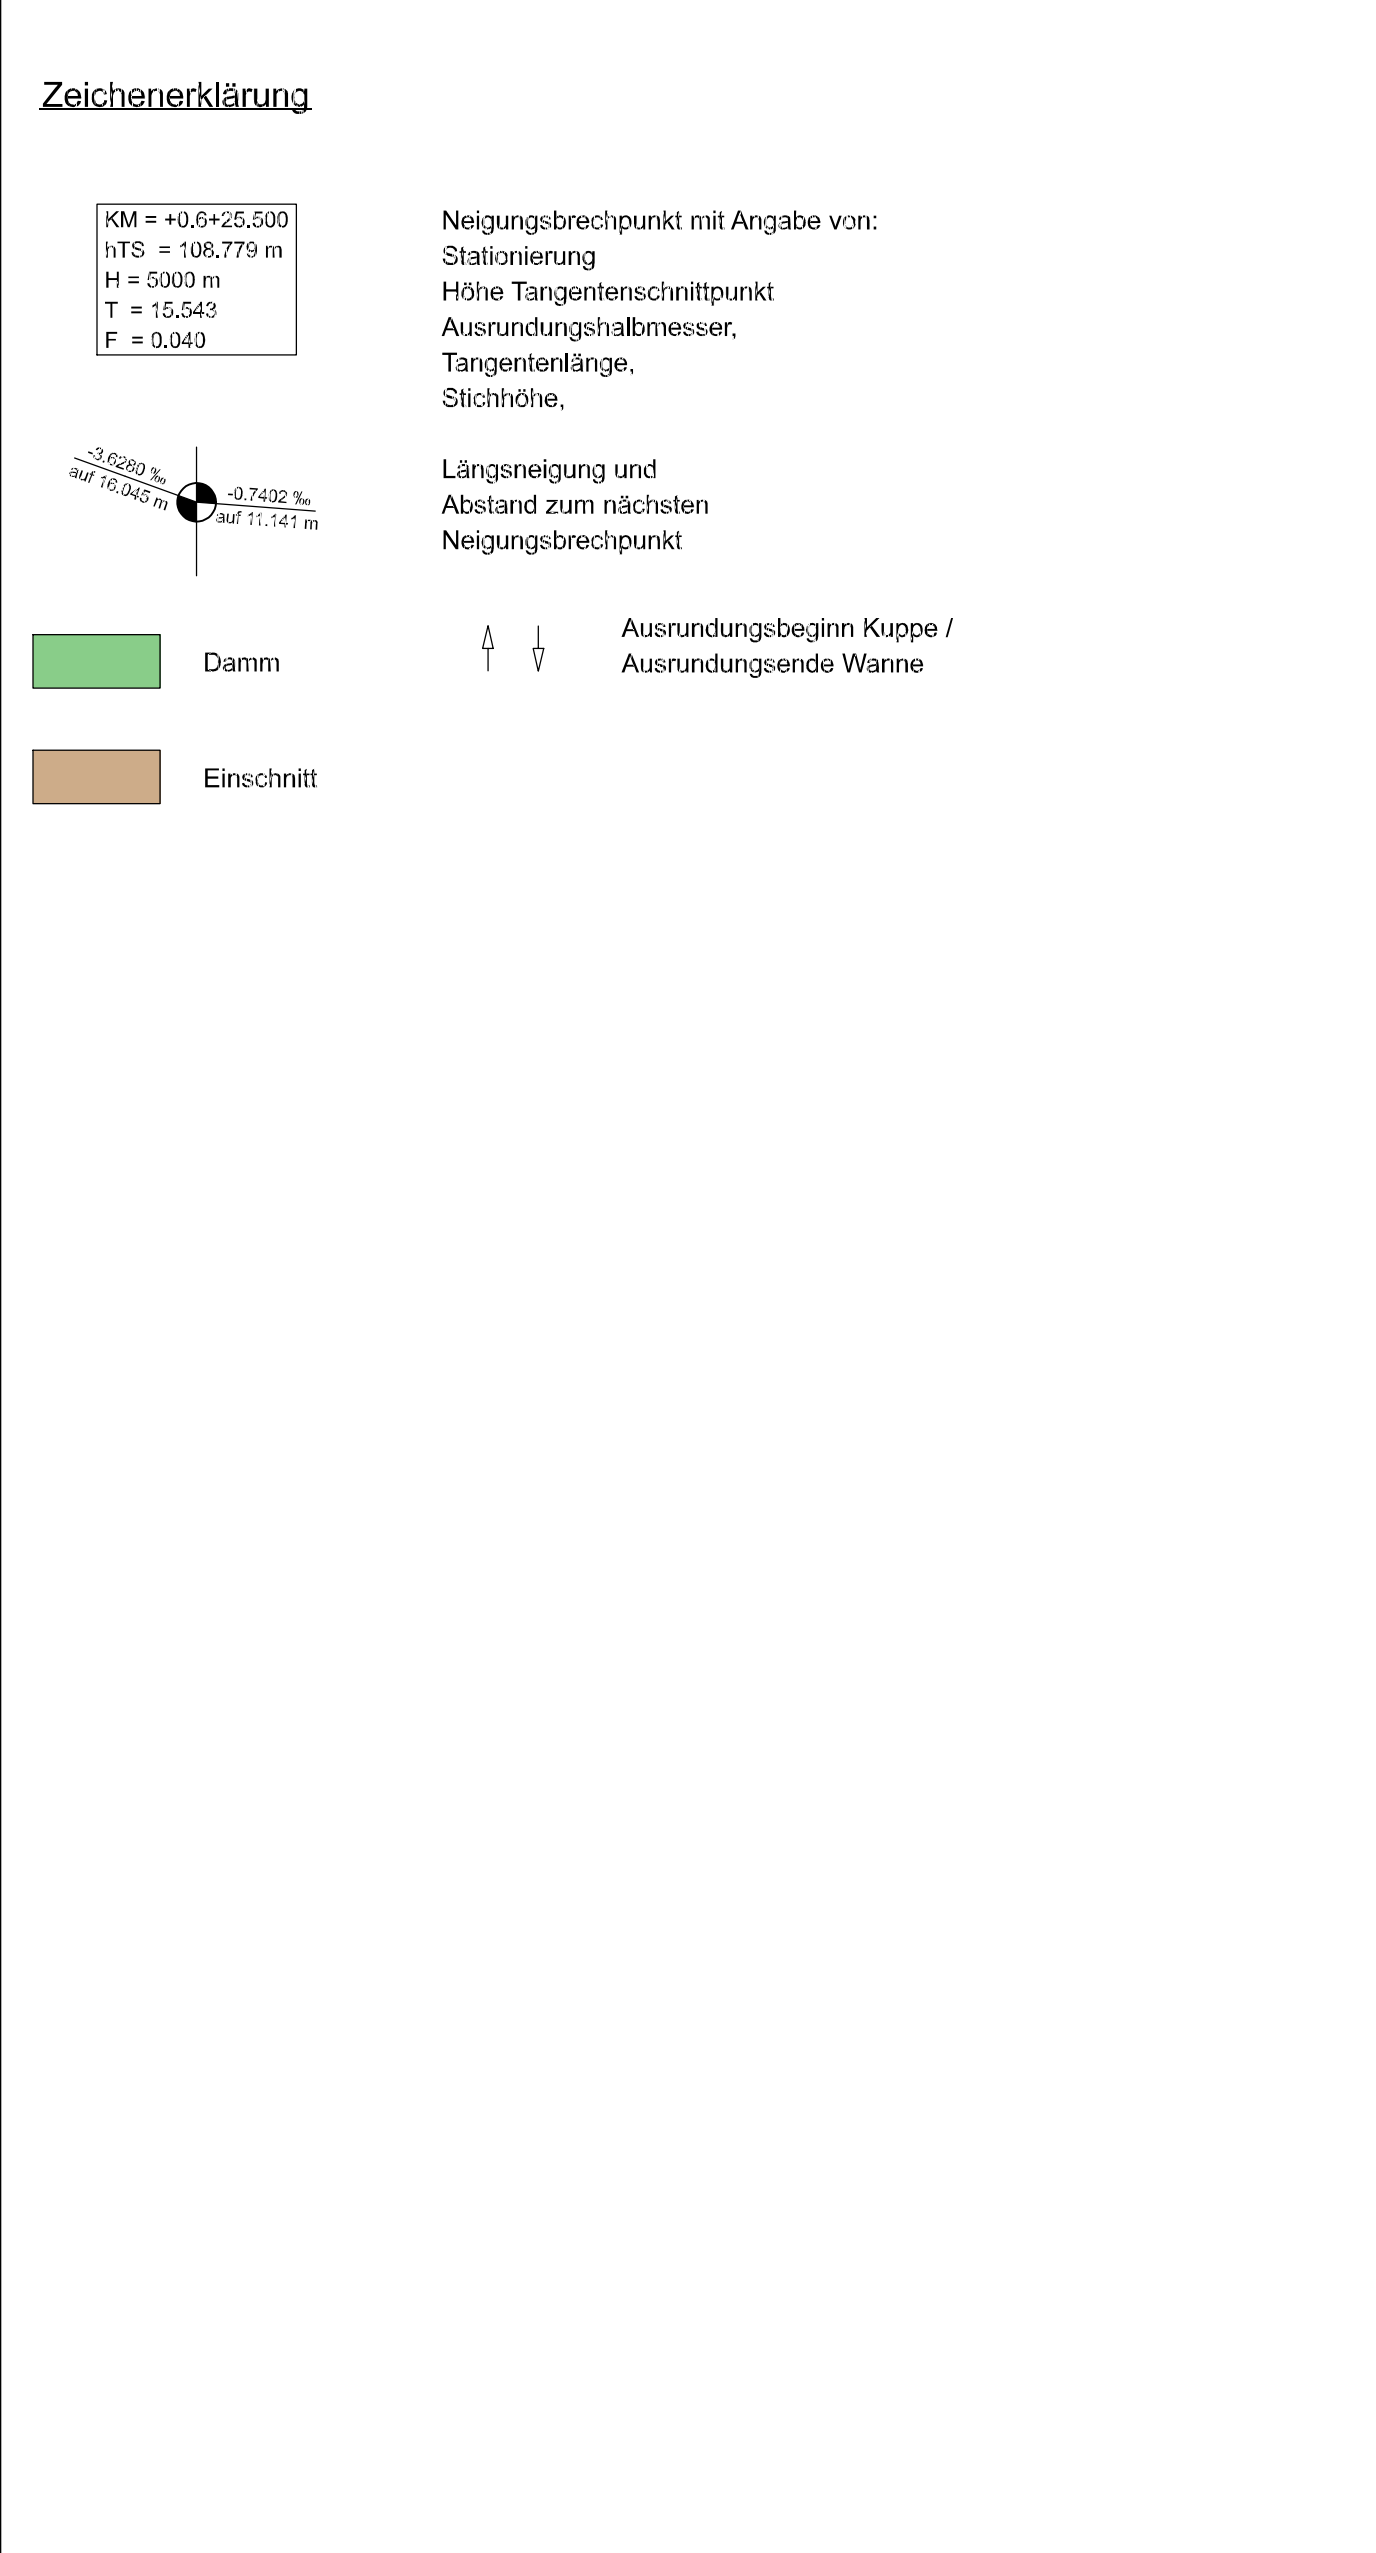 Zeichenerklärung
KM = +0.6+25.500
hTS = 108.779 m
H = 5000 m
T = 15.543
F = 0.040
Neigungsbrechpunkt mit Angabe von:
Stationierung
Höhe Tangentenschnittpunkt
Ausrundungshalbmesser,
Tangentenlänge,
Stichhöhe,
-3.6280 ‰
auf 16.045 m
-0.7402 ‰
auf 11.141 m
Längsneigung und
Abstand zum nächsten
Neigungsbrechpunkt
Damm
Ausrundungsbeginn Kuppe /
Ausrundungsende Wanne
Einschnitt